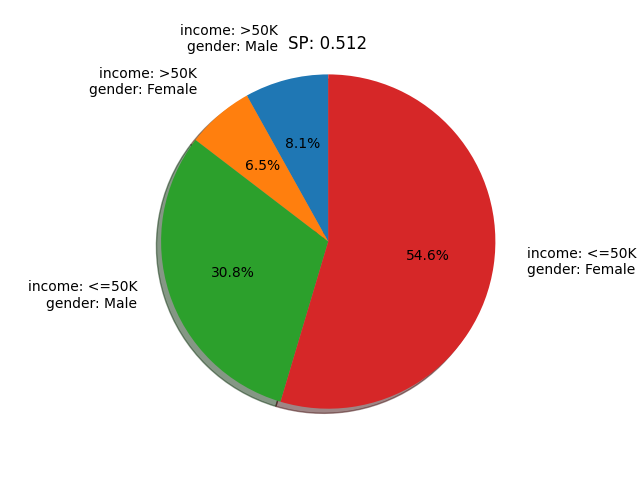 income: >50K
gender: Male
SP: 0.512
income: >50K
gender: Female
8.1%
6.5%
54.6%
income: <=50K
gender: Female
30.8%
income: <=50K
gender: Male